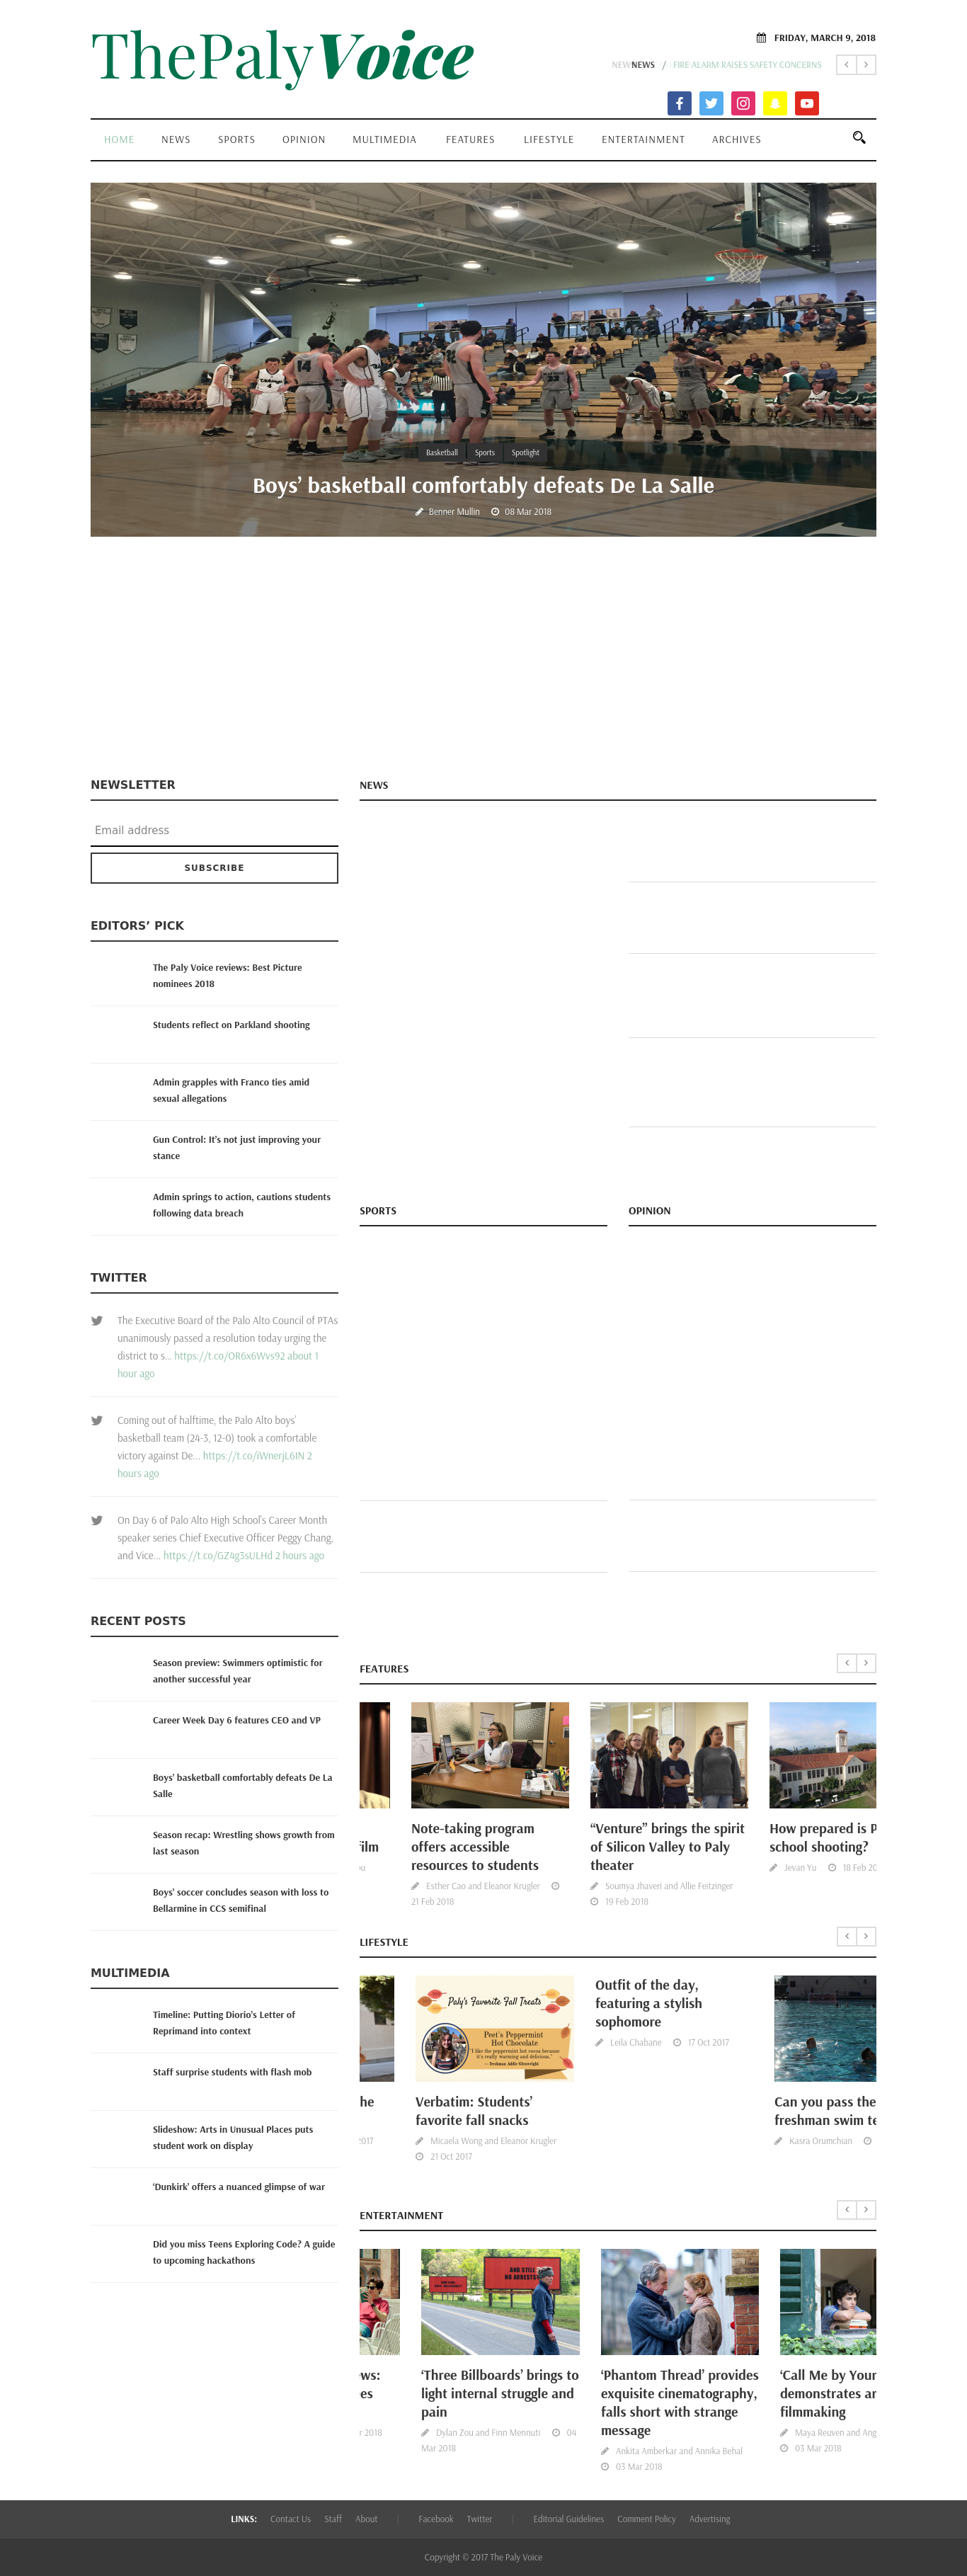 ThePalyVoice
FRIDAY, MARCH 9, 2018
NEWS / FIRE ALARM RAISES SAFETY CONCERNS
HOME NEWS SPORTS OPINION MULTIMEDIA FEATURES LIFESTYLE ENTERTAINMENT ARCHIVES
Basketball Sports Spotlight
Boys’ basketball comfortably defeats De La Salle
Benner Mullin 08 Mar 2018
NEWSLETTER
Email address
SUBSCRIBE
EDITORS’ PICK
The Paly Voice reviews: Best Picture
nominees 2018
Students reflect on Parkland shooting
Admin grapples with Franco ties amid
sexual allegations
Gun Control: It’s not just improving your
stance
Admin springs to action, cautions students
following data breach
TWITTER
The Executive Board of the Palo Alto Council of PTAs
unanimously passed a resolution today urging the
district to s… https://t.co/OR6x6Wvs92 about 1
hour ago
Coming out of halftime, the Palo Alto boys’
basketball team (24-3, 12-0) took a comfortable
victory against De… https://t.co/iWnerjL6IN 2
hours ago
On Day 6 of Palo Alto High School's Career Month
speaker series Chief Executive Officer Peggy Chang,
and Vice… https://t.co/GZ4g3sULHd 2 hours ago
RECENT POSTS
Season preview: Swimmers optimistic for
another successful year
Career Week Day 6 features CEO and VP
Boys’ basketball comfortably defeats De La
Salle
Season recap: Wrestling shows growth from
last season
Boys’ soccer concludes season with loss to
Bellarmine in CCS semifinal
MULTIMEDIA
Timeline: Putting Diorio’s Letter of
Reprimand into context
Staff surprise students with flash mob
Slideshow: Arts in Unusual Places puts
student work on display
‘Dunkirk’ offers a nuanced glimpse of war
Did you miss Teens Exploring Code? A guide
to upcoming hackathons
NEWS
SPORTS
OPINION
FEATURES
film
Note-taking program
offers accessible
resources to students
Esther Cao and Eleanor Krugler
21 Feb 2018
“Venture” brings the spirit
of Silicon Valley to Paly
theater
Soumya Jhaveri and Allie Feitzinger
19 Feb 2018
How prepared is P
school shooting?
Jevan Yu 18 Feb 20
LIFESTYLE
he
2017
Paly's Favorite Fall Treats
Peet's Peppermint
Hot Chocolate
"I like the peppermint hot cocoa because
it's really warming and delicious."
— freshman Addie Glowright
Verbatim: Students’
favorite fall snacks
Micaela Wong and Eleanor Krugler
21 Oct 2017
Outfit of the day,
featuring a stylish
sophomore
Leila Chabane 17 Oct 2017
Can you pass the
freshman swim te
Kasra Orumchian
ENTERTAINMENT
ws:
es
r 2018
AND STILL
NO ARRESTS?
‘Three Billboards’ brings to
light internal struggle and
pain
Dylan Zou and Finn Mennuti 04
Mar 2018
‘Phantom Thread’ provides
exquisite cinematography,
falls short with strange
message
Ankita Amberkar and Annika Behal
03 Mar 2018
‘Call Me by Your
demonstrates ar
filmmaking
Maya Reuven and Ang
03 Mar 2018
LINKS: Contact Us Staff About | Facebook Twitter | Editorial Guidelines Comment Policy Advertising
Copyright © 2017 The Paly Voice